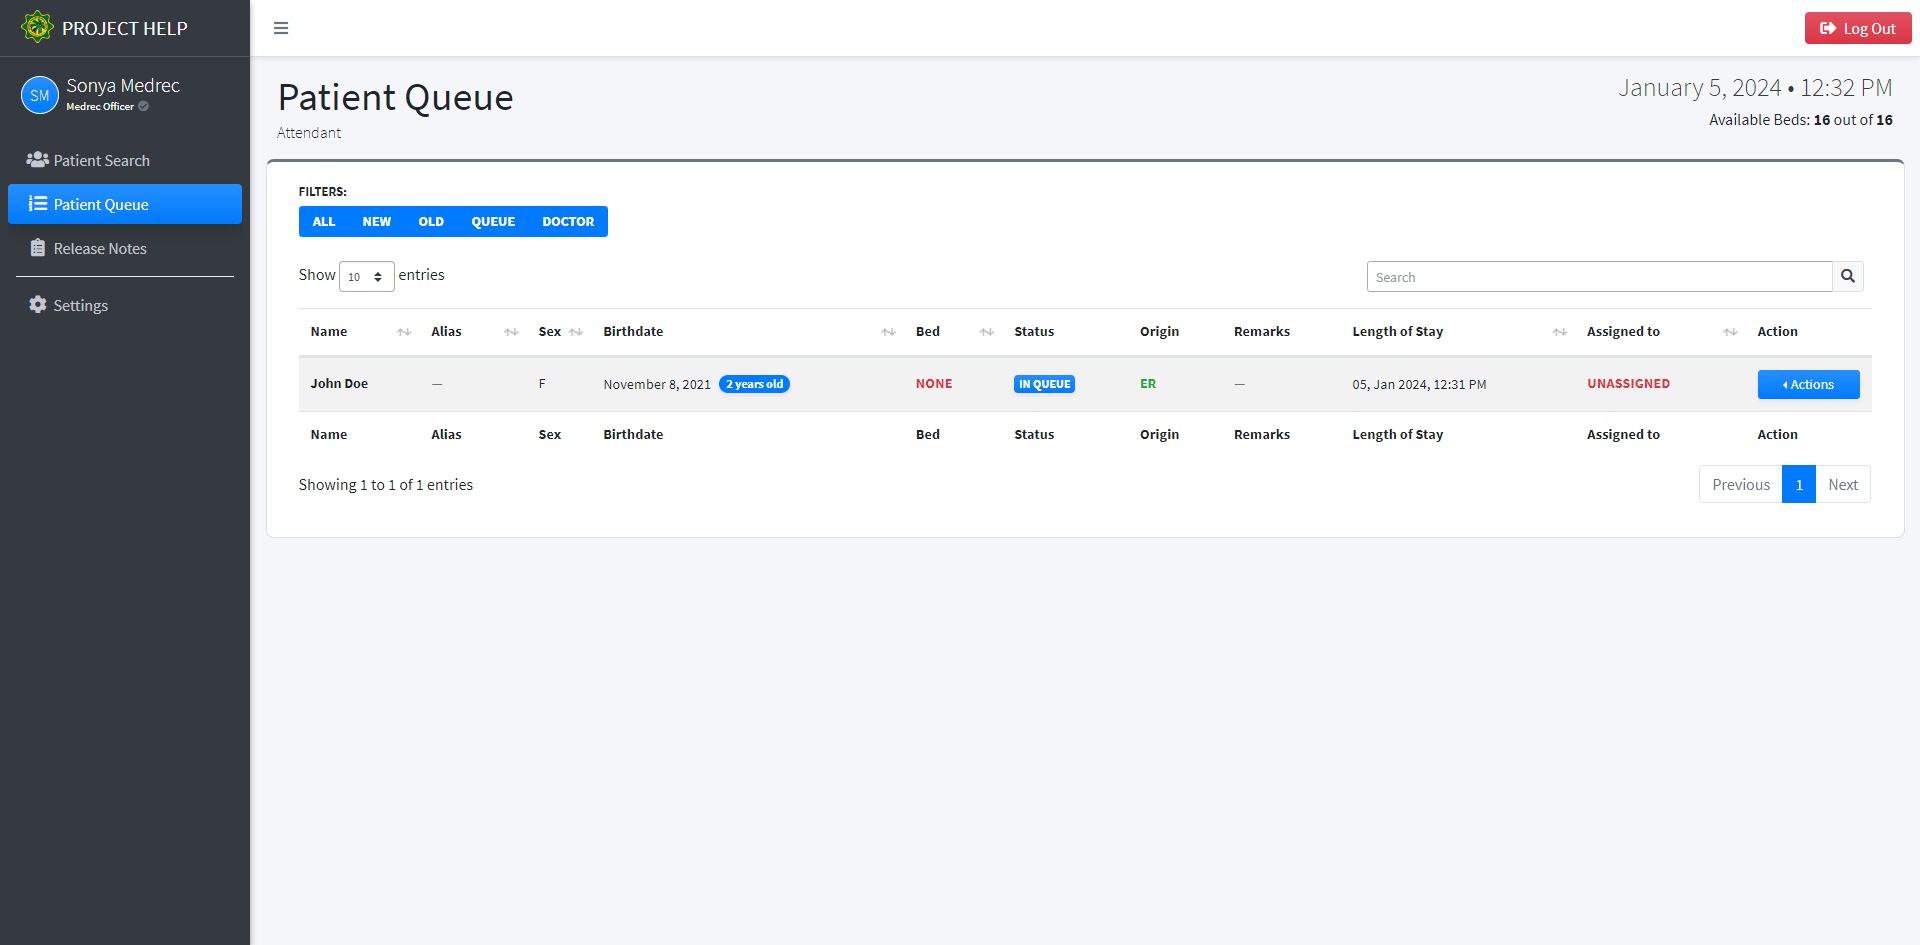 PROJECT HELP
Log Out
SM
Sonya Medrec
Medrec Officer
Patient Search
Patient Queue
Release Notes
Settings
Patient Queue
Attendant
January 5, 2024 • 12:32 PM
Available Beds: 16 out of 16
FILTERS:
ALL NEW OLD QUEUE DOCTOR
Show 10 entries
Search
Name Alias Sex Birthdate Bed Status Origin Remarks Length of Stay Assigned to Action
John Doe — F November 8, 2021 2 years old NONE IN QUEUE ER — 05, Jan 2024, 12:31 PM UNASSIGNED Actions
Name Alias Sex Birthdate Bed Status Origin Remarks Length of Stay Assigned to Action
Showing 1 to 1 of 1 entries
Previous 1 Next